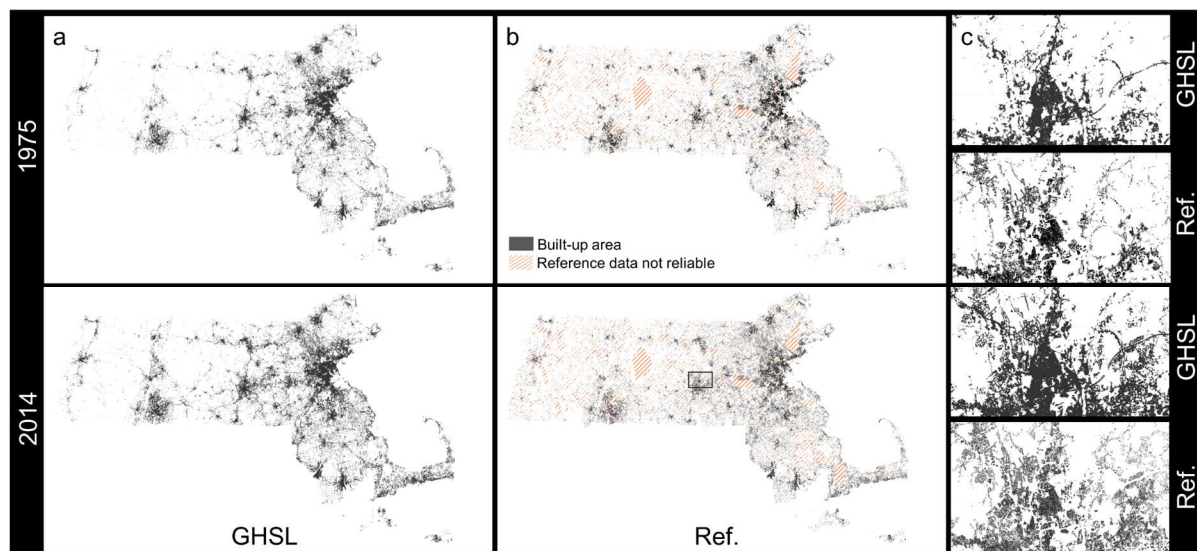 a
b
c
1975
GHSL
Ref.
Built-up area
Reference data not reliable
2014
GHSL
Ref.
GHSL
Ref.